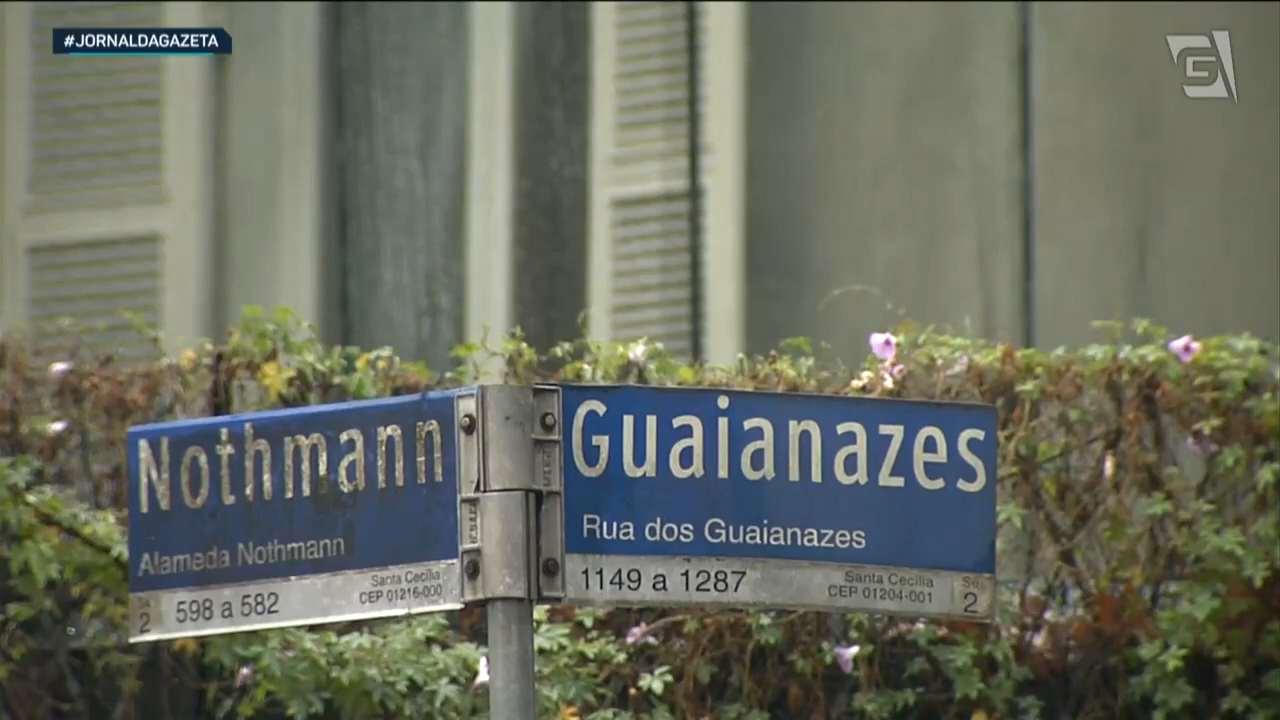 #JORNALDAGAZETA
Nothmann
Alameda Nothmann
598 a 582
Santa Cecília
CEP 01216-000
2
Guaianazes
Rua dos Guaianazes
1149 a 1287
Santa Cecília
CEP 01204-001
Sé
2